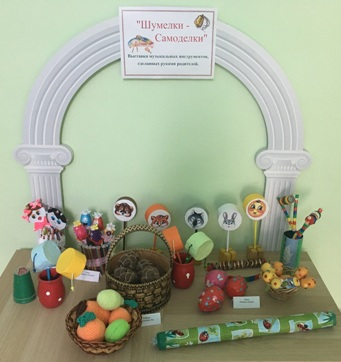 "Шумелки -
Самоделки"
Выставка музыкальных инструментов,
сделанных руками родителей.